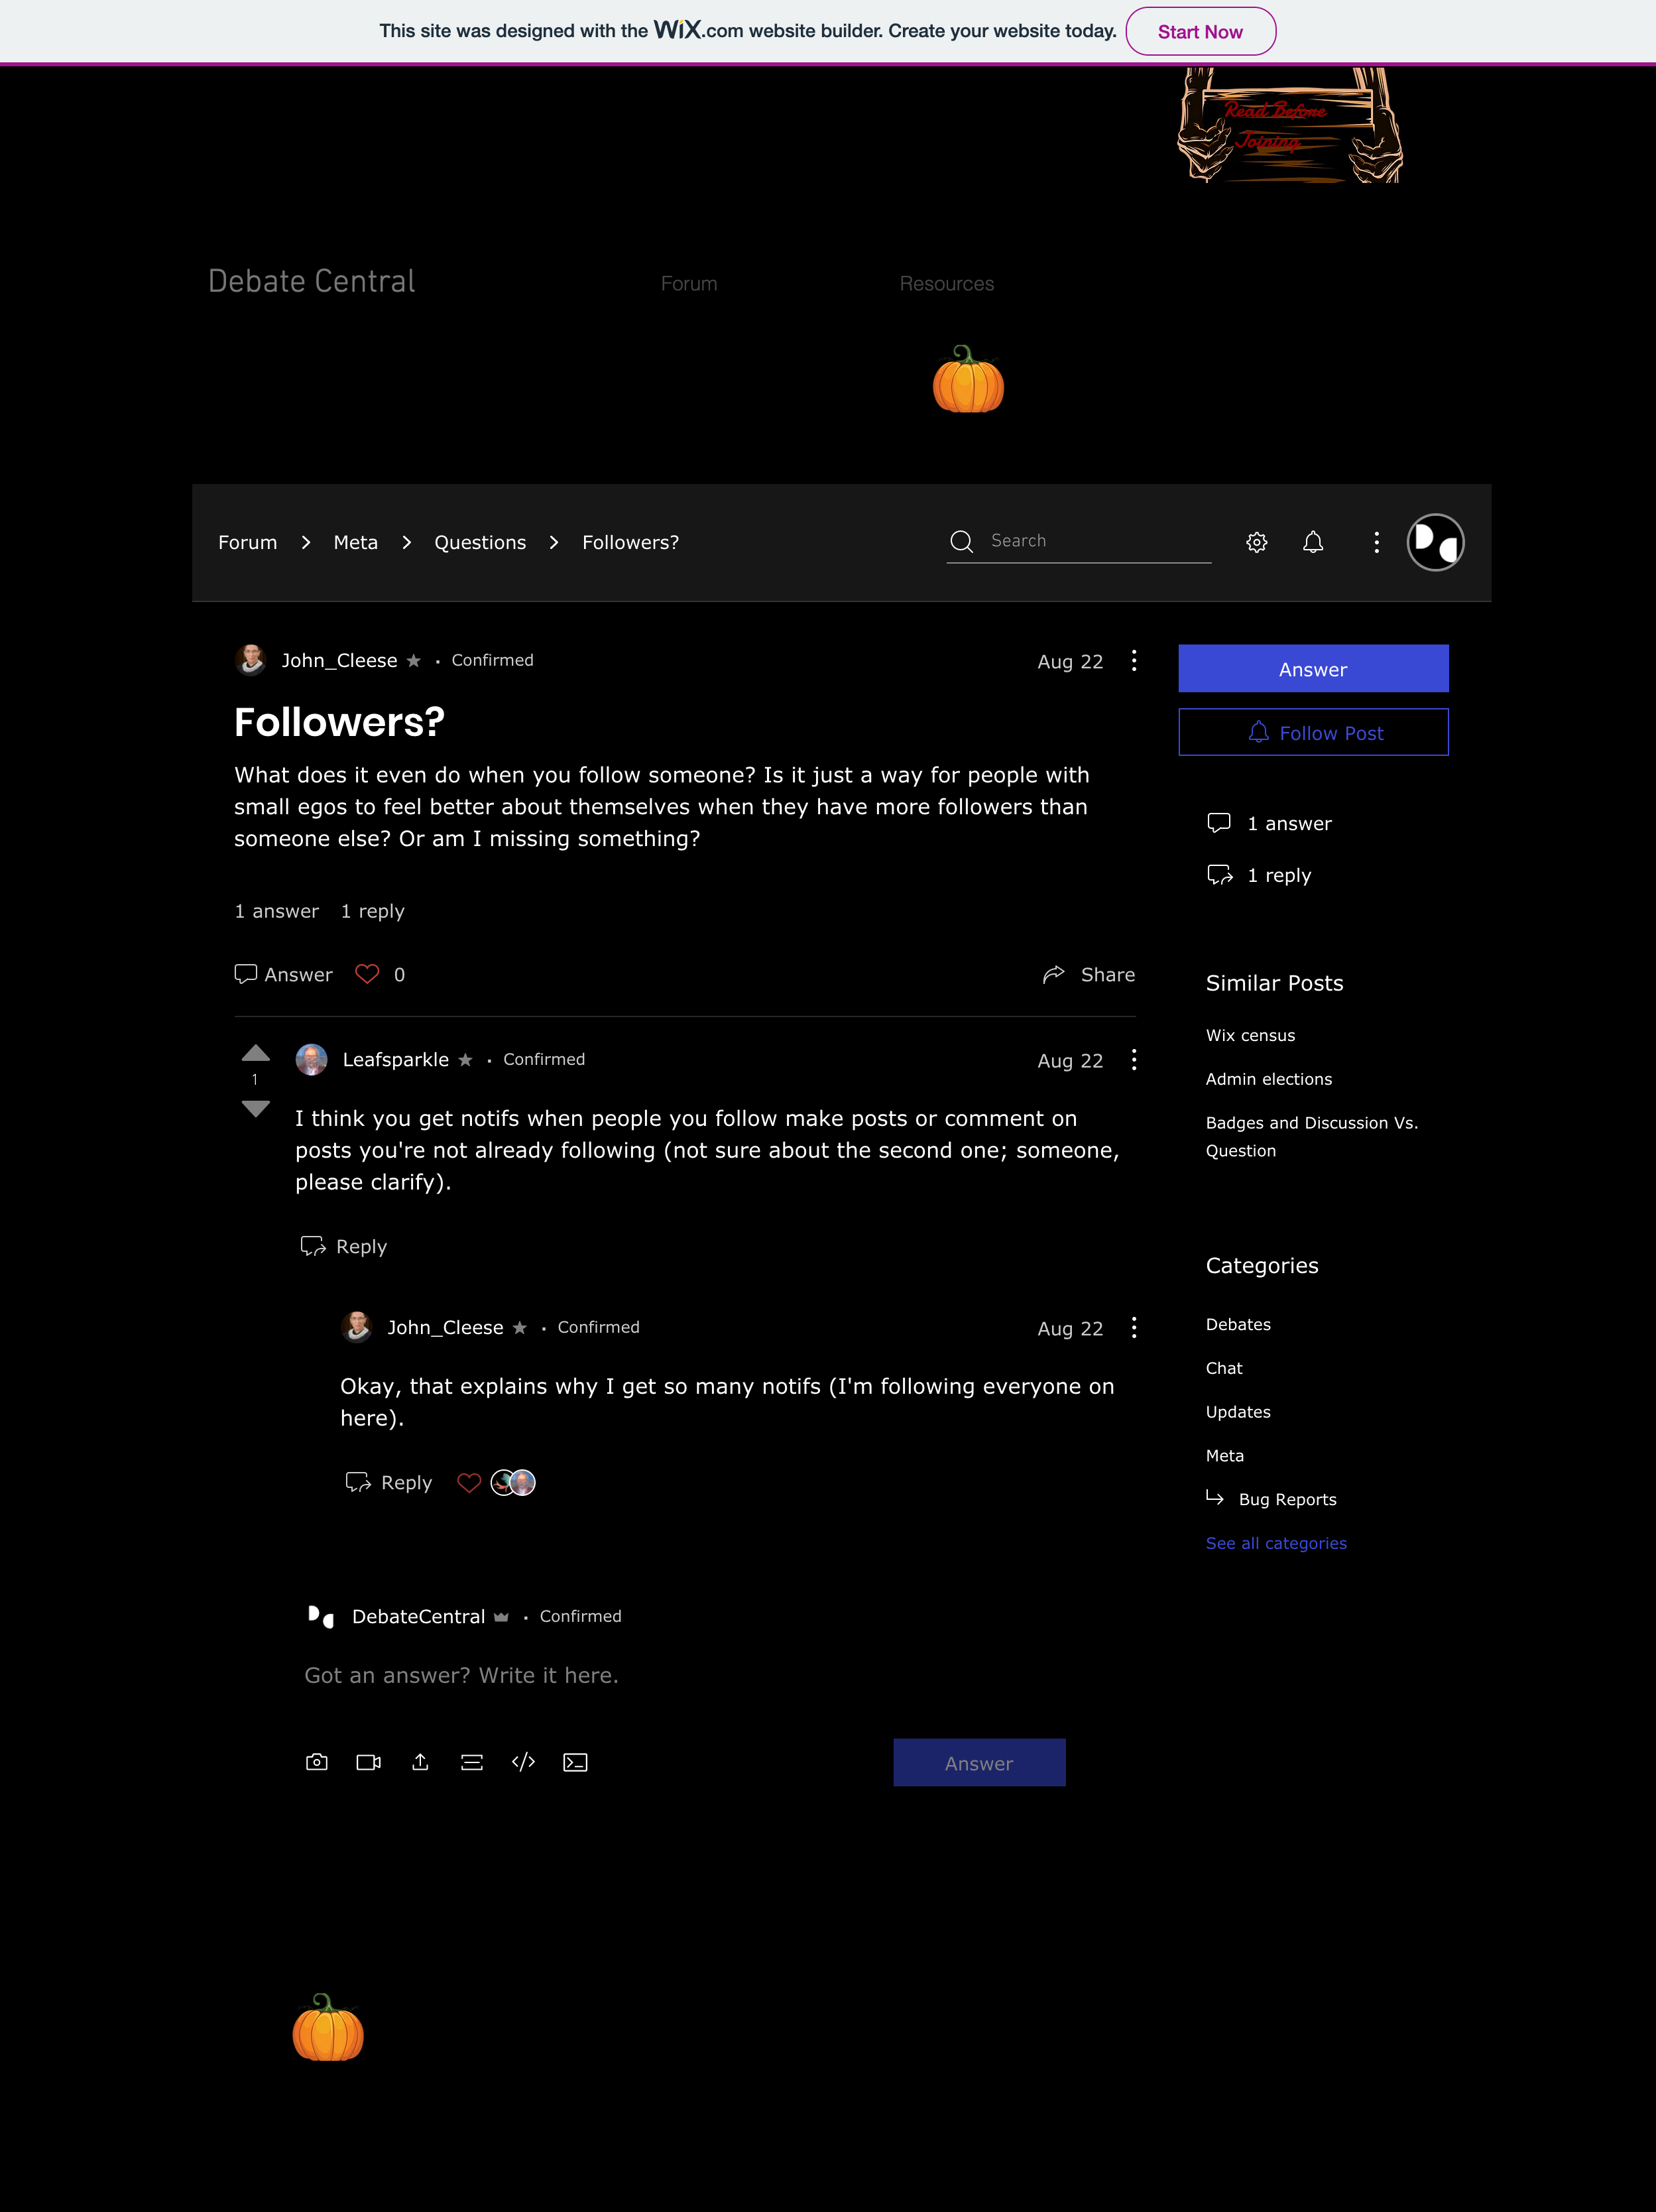 This site was designed with the WiX.com website builder. Create your website today. Start Now
Read Before
Joining
Debate Central Forum Resources
Forum Meta Questions Followers? Search
John_Cleese Confirmed Aug 22
Followers?
What does it even do when you follow someone? Is it just a way for people with
small egos to feel better about themselves when they have more followers than
someone else? Or am I missing something?
1 answer 1 reply
Answer 0 Share
1
Leafsparkle Confirmed Aug 22
I think you get notifs when people you follow make posts or comment on
posts you're not already following (not sure about the second one; someone,
please clarify).
Reply
John_Cleese Confirmed Aug 22
Okay, that explains why I get so many notifs (I'm following everyone on
here).
Reply
DebateCentral Confirmed
Got an answer? Write it here.
Answer
Answer
Follow Post
1 answer
1 reply
Similar Posts
Wix census
Admin elections
Badges and Discussion Vs.
Question
Categories
Debates
Chat
Updates
Meta
Bug Reports
See all categories